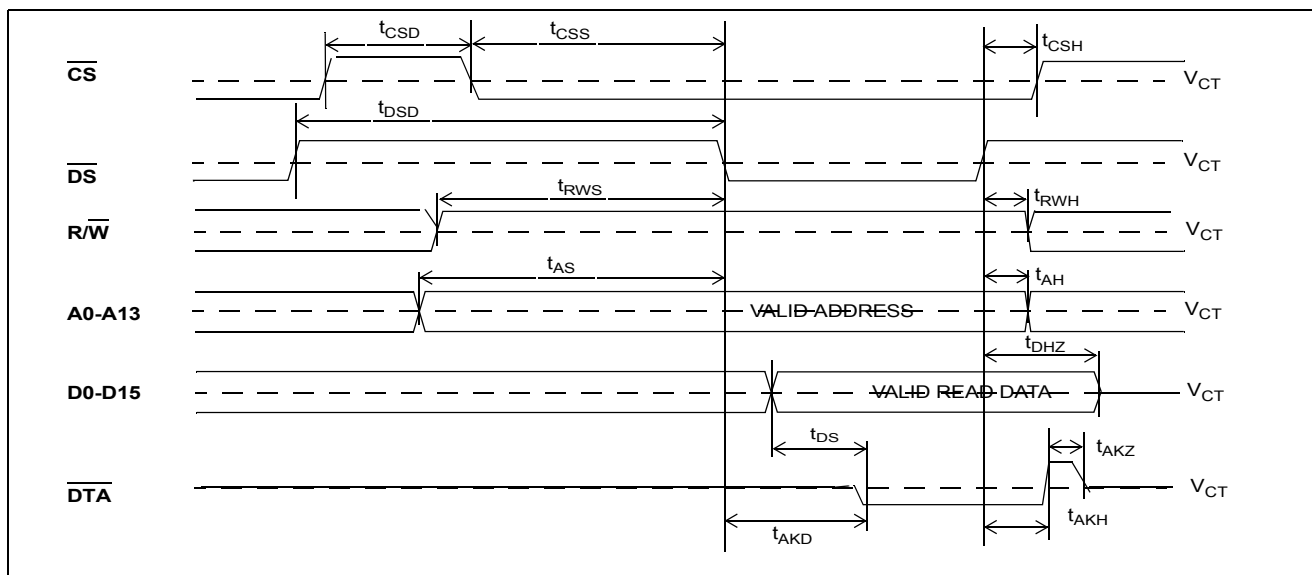 tCSD tCSS tCSH
CS VCT
tDSD
DS VCT
tRWS tRWH
R/W VCT
tAS tAH
A0-A13 VALID ADDRESS VCT
tDHZ
D0-D15 VALID READ DATA VCT
tDS tAKZ
DTA VCT
tAKD tAKH